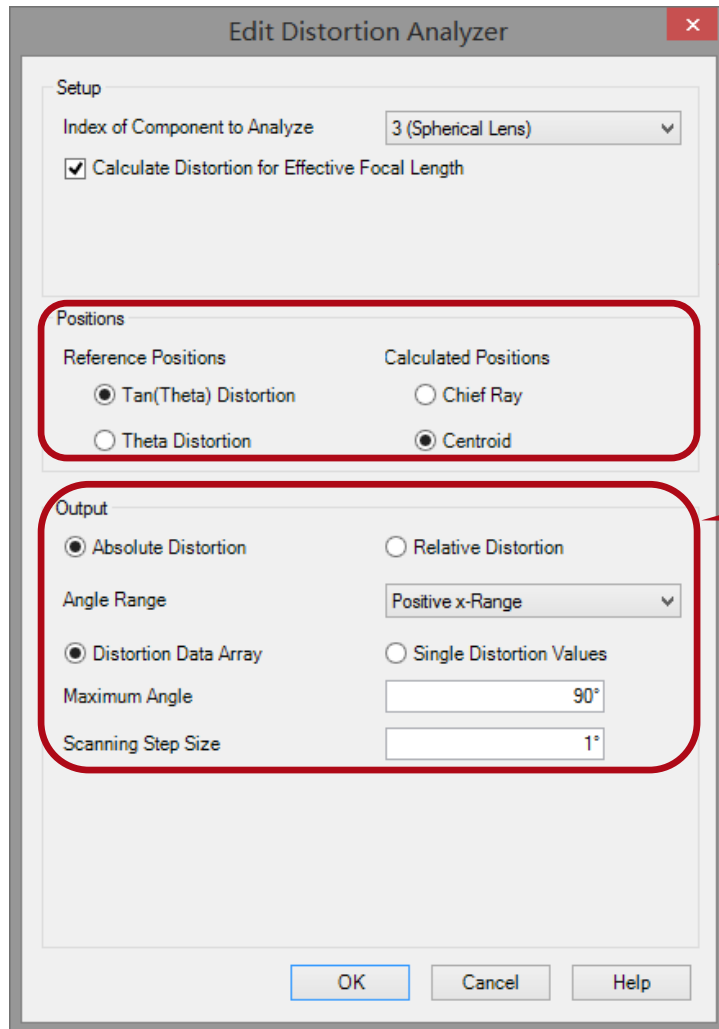 Edit Distortion Analyzer
Setup
Index of Component to Analyze 3 (Spherical Lens)
Calculate Distortion for Effective Focal Length
Positions
Reference Positions Calculated Positions
Tan(Theta) Distortion Chief Ray
Theta Distortion Centroid
Output
Absolute Distortion Relative Distortion
Angle Range Positive x-Range
Distortion Data Array Single Distortion Values
Maximum Angle 90°
Scanning Step Size 1°
OK Cancel Help